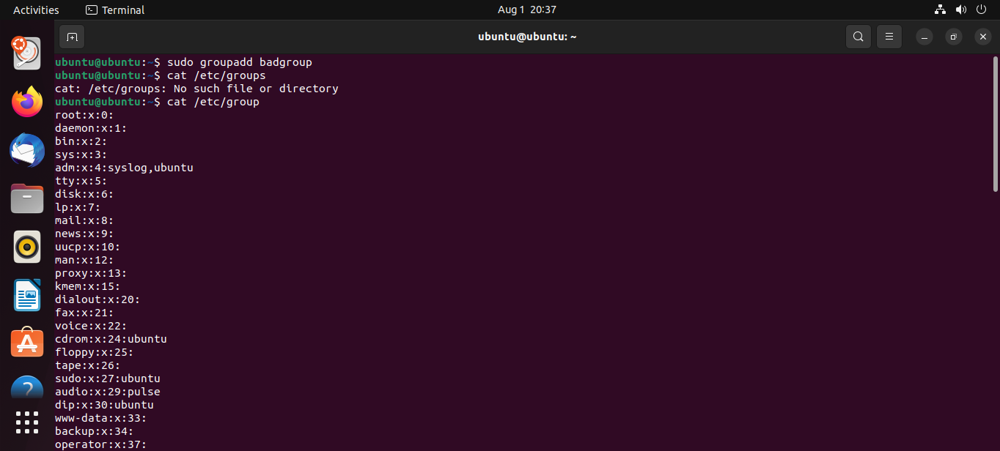 Activities Terminal Aug 1 20:37
ubuntu@ubuntu: ~
ubuntu@ubuntu:~$ sudo groupadd badgroup
ubuntu@ubuntu:~$ cat /etc/groups
cat: /etc/groups: No such file or directory
ubuntu@ubuntu:~$ cat /etc/group
root:x:0:
daemon:x:1:
bin:x:2:
sys:x:3:
adm:x:4:syslog,ubuntu
tty:x:5:
disk:x:6:
lp:x:7:
mail:x:8:
news:x:9:
uucp:x:10:
man:x:12:
proxy:x:13:
kmem:x:15:
dialout:x:20:
fax:x:21:
voice:x:22:
cdrom:x:24:ubuntu
floppy:x:25:
tape:x:26:
sudo:x:27:ubuntu
audio:x:29:pulse
dip:x:30:ubuntu
www-data:x:33:
backup:x:34:
operator:x:37: